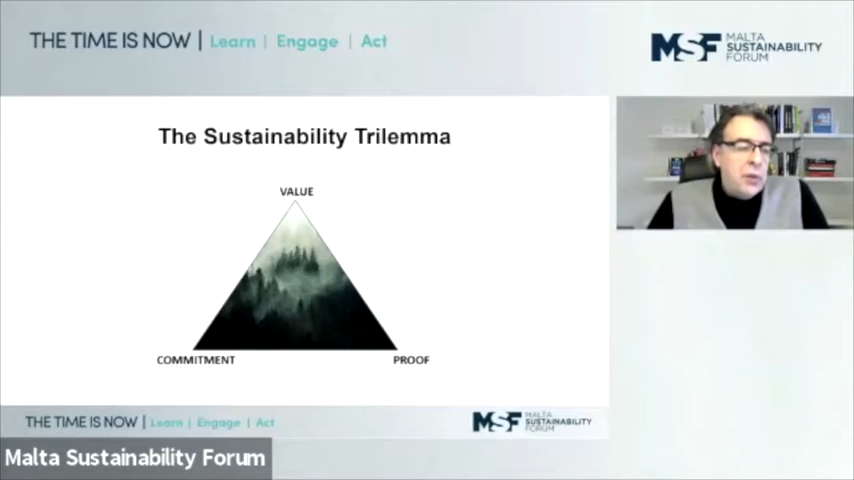 THE TIME IS NOW | Learn | Engage | Act
MSF MALTA
SUSTAINABILITY
FORUM
The Sustainability Trilemma
VALUE
COMMITMENT
PROOF
THE TIME IS NOW | Learn | Engage | Act
MSF MALTA
SUSTAINABILITY
FORUM
Malta Sustainability Forum